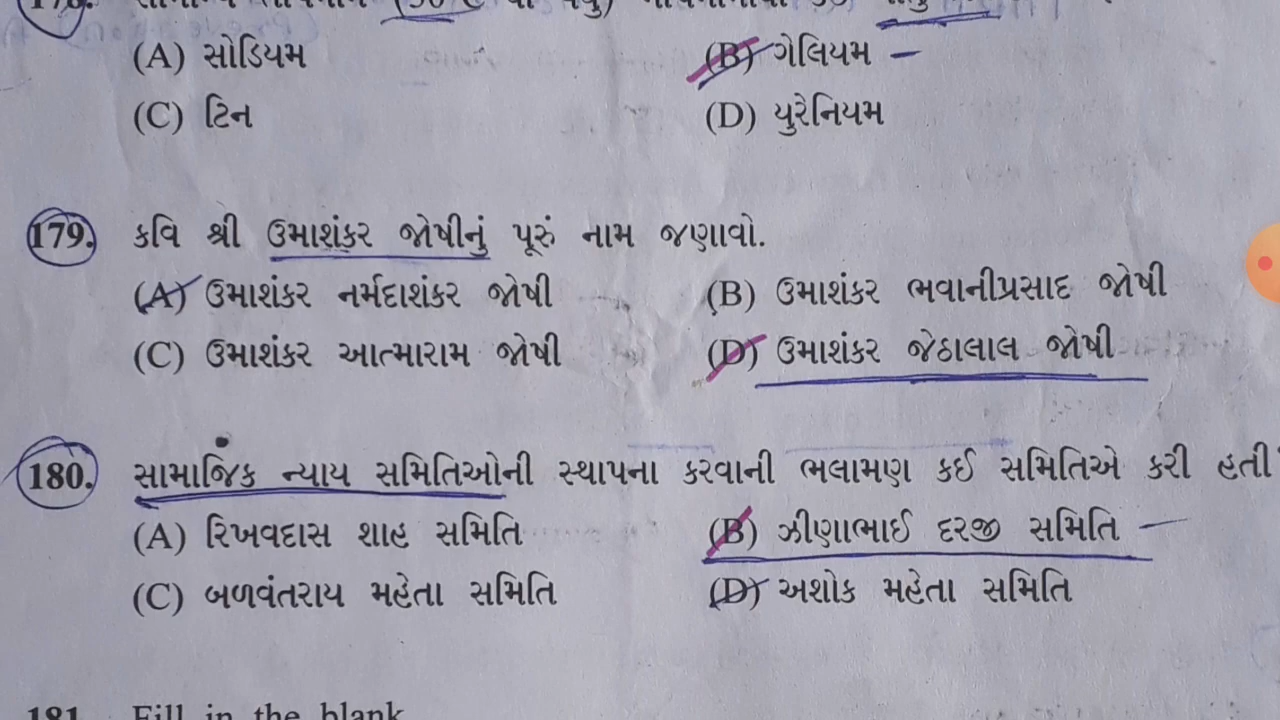 178.
(A) સોડિયમ (B) ગેલિયમ –
(C) ટિન (D) યુરેનિયમ
179. કવિ શ્રી ઉમાશંકર જોષીનું પૂરું નામ જણાવો.
(A) ઉમાશંકર નર્મદાશંકર જોષી (B) ઉમાશંકર ભવાનીપ્રસાદ જોષી
(C) ઉમાશંકર આત્મારામ જોષી (D) ઉમાશંકર જેઠાલાલ જોષી
180. સામાજિક ન્યાય સમિતિઓની સ્થાપના કરવાની ભલામણ કઈ સમિતિએ કરી હતી
(A) રિખવદાસ શાહ સમિતિ (B) ઝીણાભાઈ દરજી સમિતિ –
(C) બળવંતરાય મહેતા સમિતિ (D) અશોક મહેતા સમિતિ
181. Fill in the blank